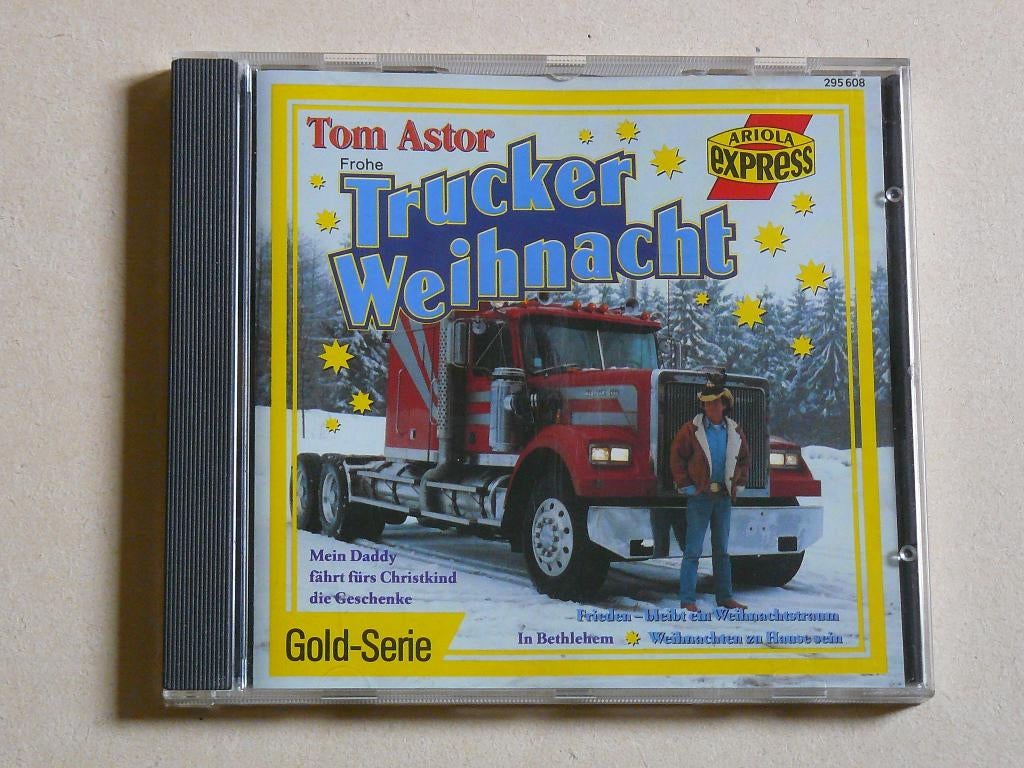 295 608
Tom Astor
ARIOLA
EXPRESS
Frohe
Trucker
Weihnacht
Mein Daddy
fährt fürs Christkind
die Geschenke
Frieden – bleibt ein Weihnachtstraum
In Bethlehem Weihnachten zu Hause sein
Gold-Serie